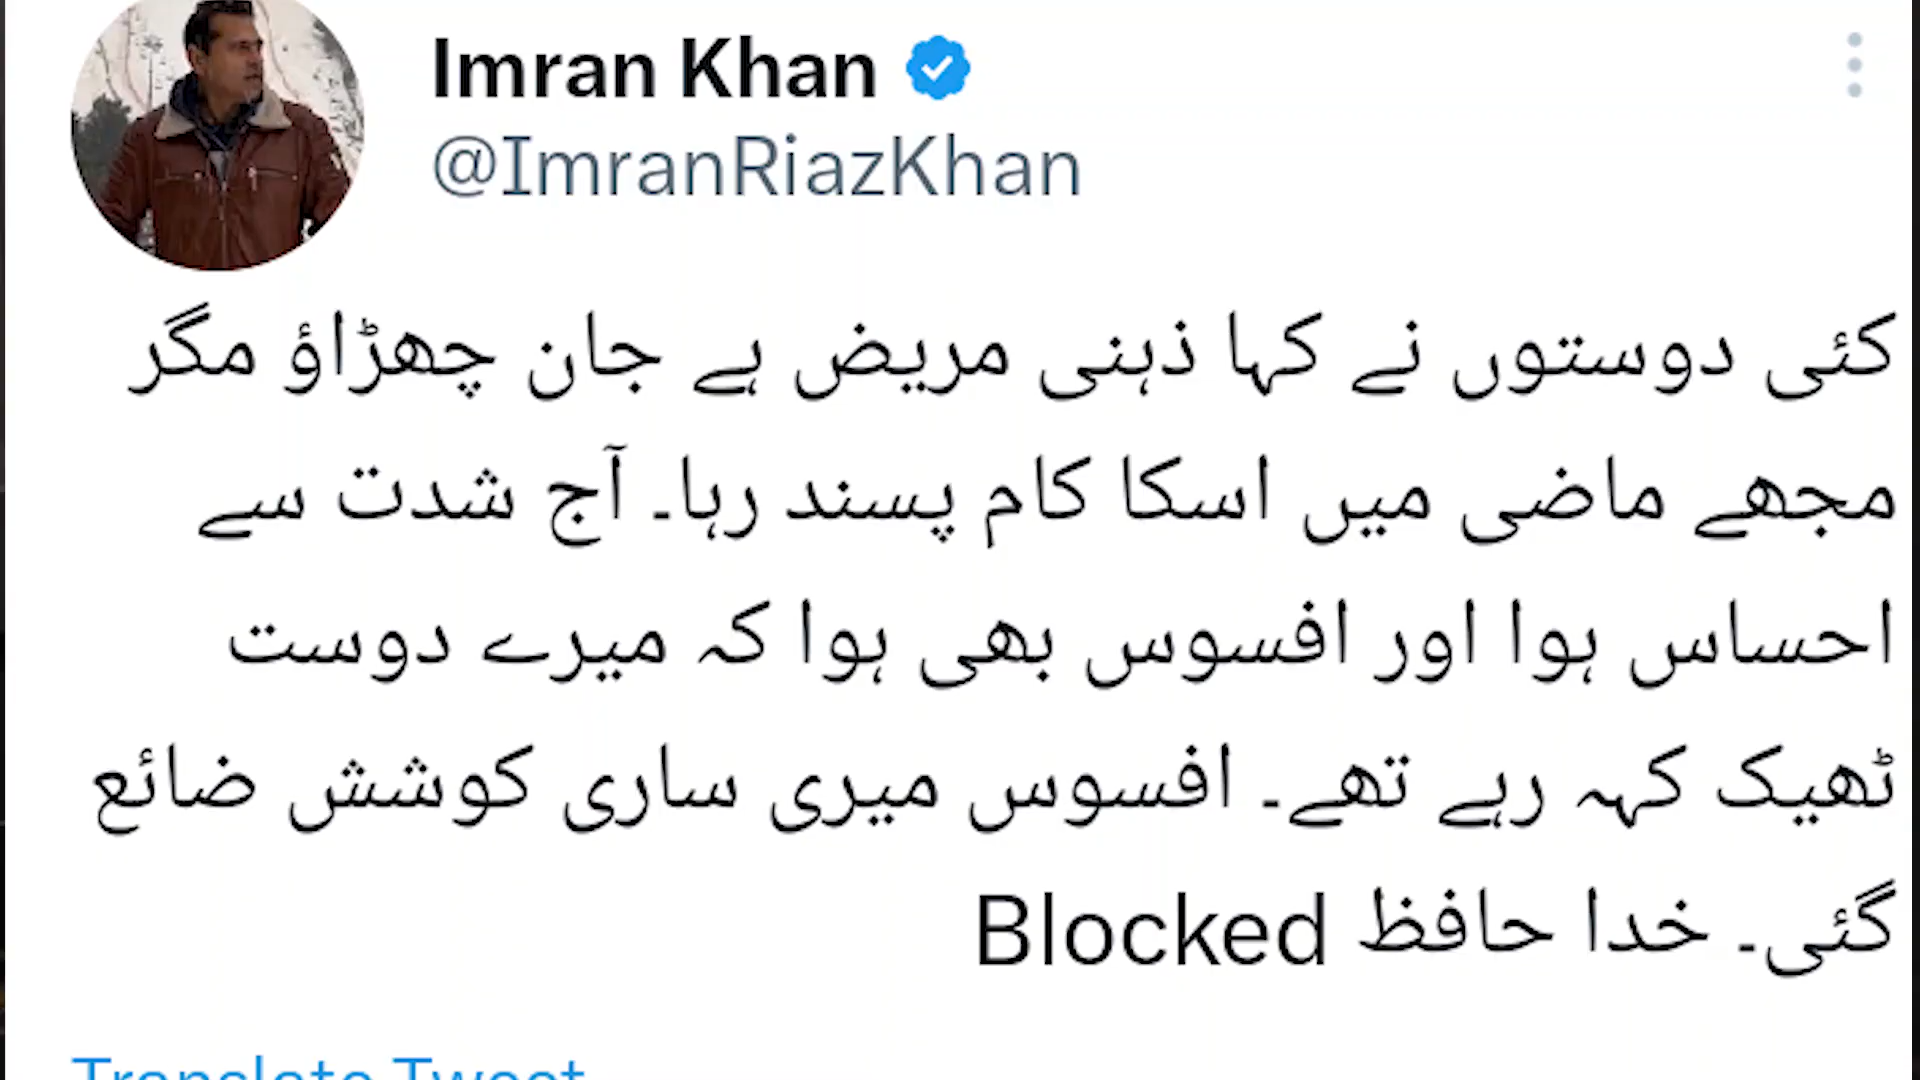 Imran Khan
@ImranRiazKhan
کئی دوستوں نے کہا ذہنی مریض ہے جان چھڑاؤ مگر
مجھے ماضی میں اسکا کام پسند رہا۔ آج شدت سے
احساس ہوا اور افسوس بھی ہوا کہ میرے دوست
ٹھیک کہہ رہے تھے۔ افسوس میری ساری کوشش ضائع
گئی۔ خدا حافظ Blocked
Translate Tweet